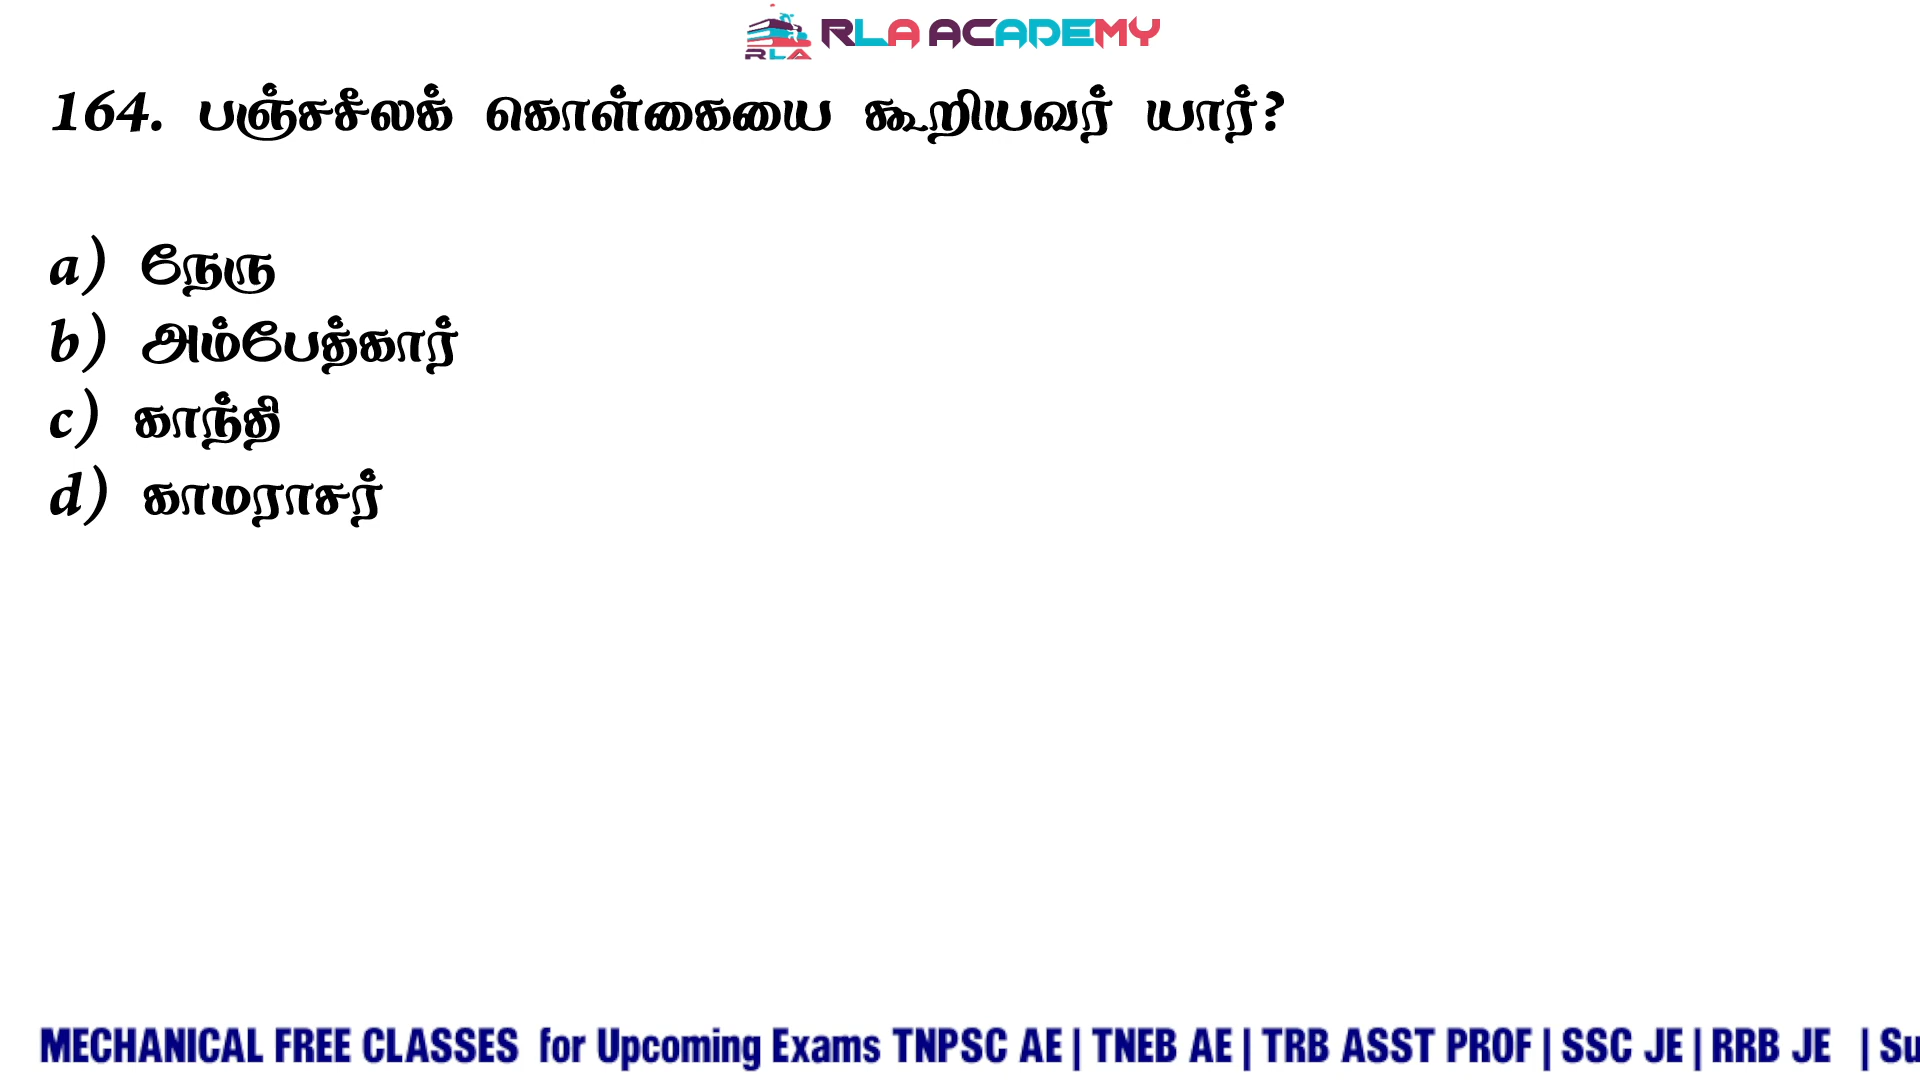 RLA RLA ACADEMY
164. பஞ்சசீலக் கொள்கையை கூறியவர் யார்?
a) நேரு
b) அம்பேத்கார்
c) காந்தி
d) காமராசர்
MECHANICAL FREE CLASSES for Upcoming Exams TNPSC AE | TNEB AE | TRB ASST PROF | SSC JE | RRB JE | Su